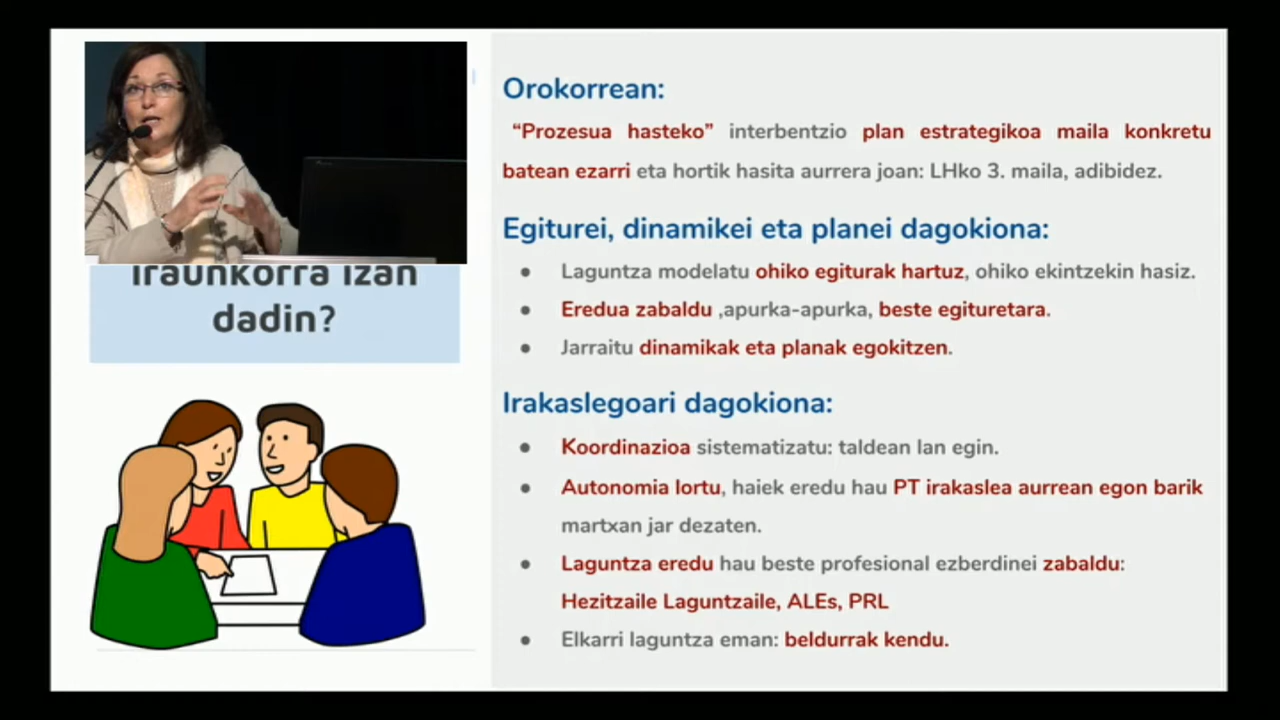 Iraunkorra izan
dadin?
Orokorrean:
“Prozesua hasteko” interbentzio plan estrategikoa maila konkretu
batean ezarri eta hortik hasita aurrera joan: LHko 3. maila, adibidez.
Egiturei, dinamikei eta planei dagokiona:
● Laguntza modelatu ohiko egiturak hartuz, ohiko ekintzekin hasiz.
● Eredua zabaldu ,apurka-apurka, beste egituretara.
● Jarraitu dinamikak eta planak egokitzen.
Irakaslegoari dagokiona:
● Koordinazioa sistematizatu: taldean lan egin.
● Autonomia lortu, haiek eredu hau PT irakaslea aurrean egon barik
martxan jar dezaten.
● Laguntza eredu hau beste profesional ezberdinei zabaldu:
Hezitzaile Laguntzaile, ALEs, PRL
● Elkarri laguntza eman: beldurrak kendu.